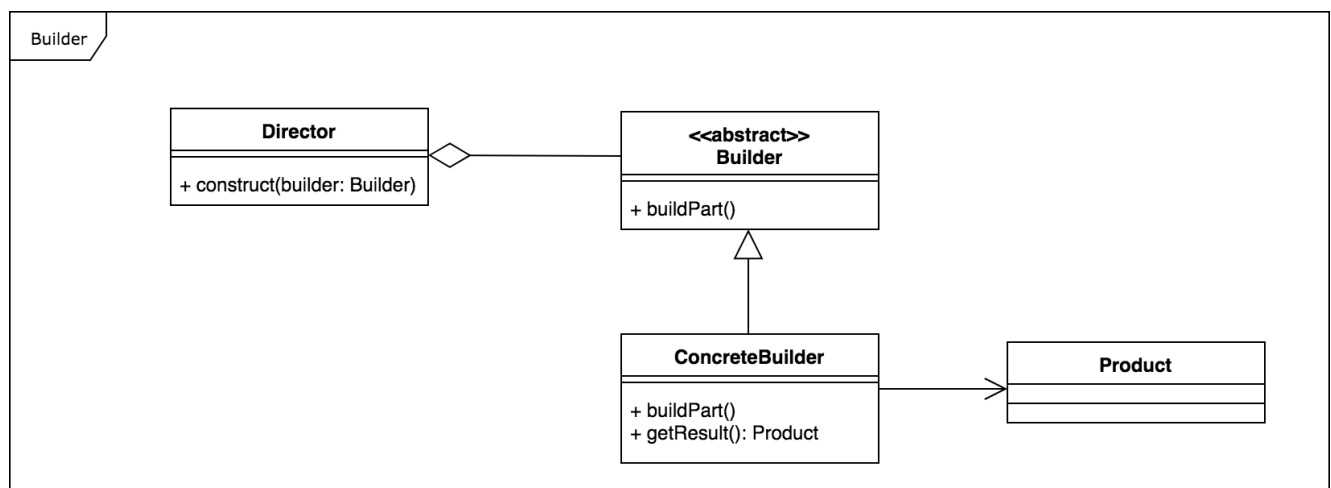 Builder
Director
+ construct(builder: Builder)
<<abstract>>
Builder
+ buildPart()
ConcreteBuilder
+ buildPart()
+ getResult(): Product
Product